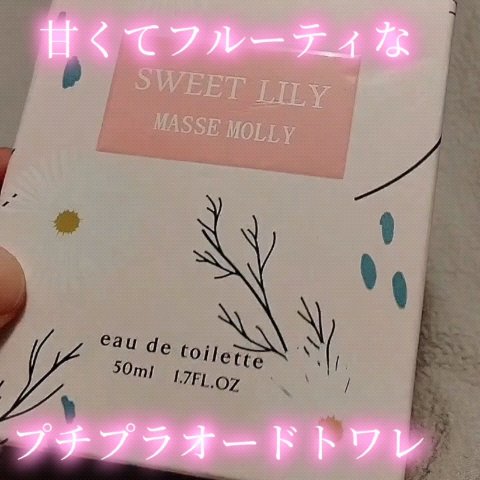 甘くてフルーティな
SWEET LILY
MASSE MOLLY
eau de toilette
50ml 1.7FL.OZ
プチプラオードトワレ